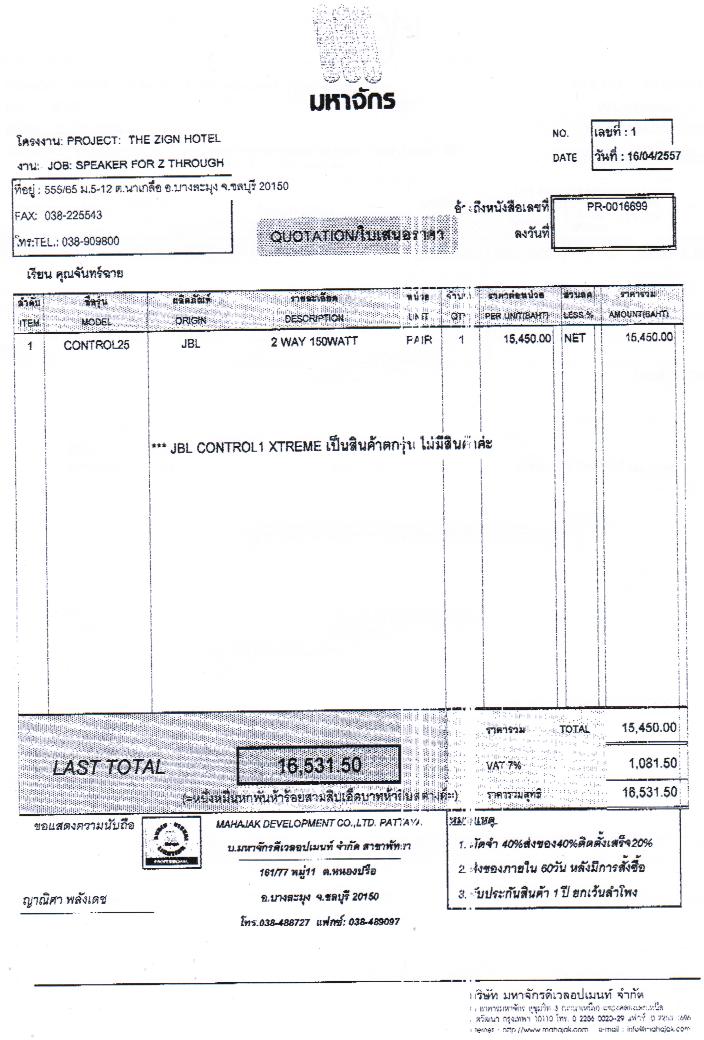 มหาจักร
โครงงาน: PROJECT: THE ZIGN HOTEL
งาน: JOB: SPEAKER FOR Z THROUGH
NO. เลขที่ : 1
DATE วันที่ : 16/04/2557
ที่อยู่ : 555/65 ม.5-12 ต.นาเกลือ อ.บางละมุง จ.ชลบุรี 20150
FAX: 038-225543
โทร:TEL.: 038-909800
อ้างถึงหนังสือเลขที่ PR-0016699
ลงวันที่
QUOTATION/ใบเสนอราคา
เรียน คุณจันทร์ฉาย
ลำดับ ชื่อรุ่น ผลิตภัณฑ์ รายละเอียด หน่วย จำนวน ราคาต่อหน่วย ส่วนลด ราคารวม
ITEM MODEL ORIGIN DESCRIPTION UNIT QTY PER UNIT(BAHT) LESS % AMOUNT(BAHT)
1 CONTROL25 JBL 2 WAY 150WATT PAIR 1 15,450.00 NET 15,450.00
*** JBL CONTROL1 XTREME เป็นสินค้าตกรุ่น ไม่มีสินค้าค่ะ
ราคารวม TOTAL 15,450.00
LAST TOTAL 16,531.50
VAT 7% 1,081.50
(=หนึ่งหมื่นหกพันห้าร้อยสามสิบเอ็ดบาทห้าสิบสตางค์=)
ราคารวมสุทธิ 16,531.50
ขอแสดงความนับถือ
PROFESSIONAL
MAHAJAK DEVELOPMENT CO.,LTD. PATTAYA.
บ.มหาจักรดีเวลอปเมนท์ จำกัด สาขาพัทยา
161/77 หมู่11 ต.หนองปรือ
อ.บางละมุง จ.ชลบุรี 20150
โทร.038-488727 แฟกซ์: 038-489097
ญาณิศา พลังเดช
หมายเหตุ
1. มัดจำ 40%ส่งของ40%ติดตั้งเสร็จ20%
2. ส่งของภายใน 60วัน หลังมีการสั่งซื้อ
3. รับประกันสินค้า 1 ปี ยกเว้นลำโพง
บริษัท มหาจักรดีเวลอปเมนท์ จำกัด
กรุงเทพฯ 10110 โทร. 0 2256 0020-29
http://www.mahajak.com e-mail : info@mahajak.com